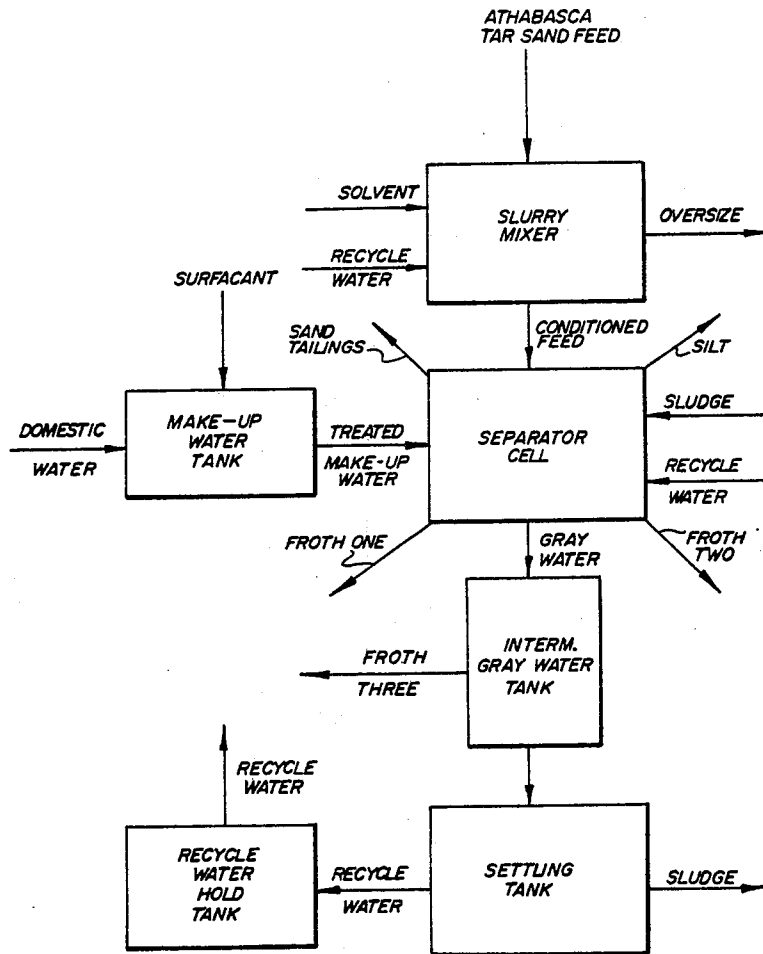 ATHABASCA
TAR SAND FEED
SOLVENT
SLURRY
MIXER
OVERSIZE
RECYCLE
WATER
SURFACANT
SAND
TAILINGS
CONDITIONED
FEED
SILT
DOMESTIC
WATER
MAKE-UP
WATER
TANK
TREATED
MAKE-UP
WATER
SEPARATOR
CELL
SLUDGE
RECYCLE
WATER
FROTH ONE
GRAY
WATER
FROTH
TWO
FROTH
THREE
INTERM.
GRAY WATER
TANK
RECYCLE
WATER
RECYCLE
WATER
HOLD
TANK
RECYCLE
WATER
SETTLING
TANK
SLUDGE